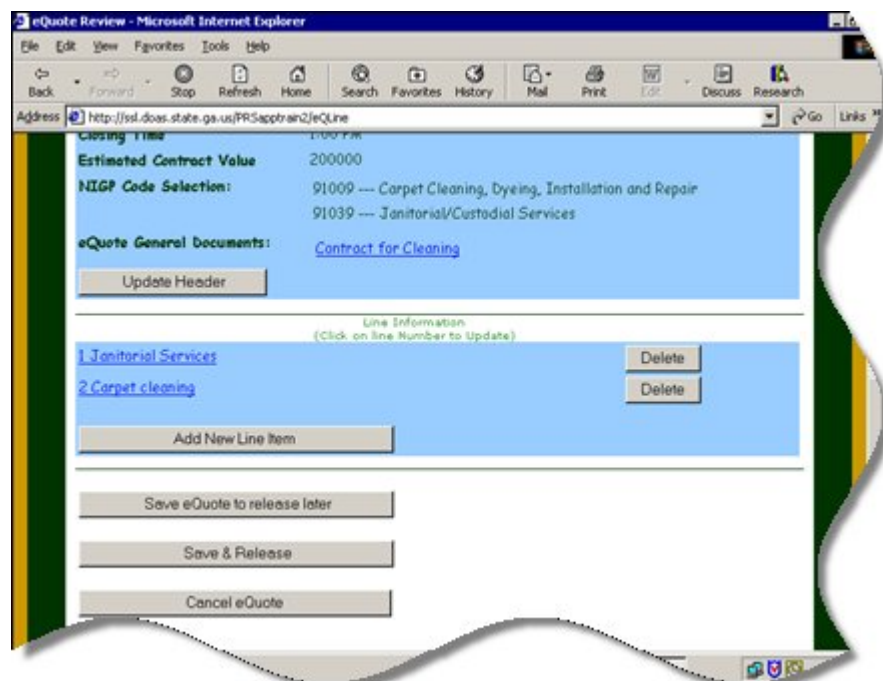 eQuote Review - Microsoft Internet Explorer
File Edit View Favorites Tools Help
Back Forward Stop Refresh Home Search Favorites History Mail Print Edit Discuss Research
Address http://ssl.doas.state.ga.us/PRSapptrain2/eQLine Go Links »
Closing Time 1:00 PM
Estimated Contract Value 200000
NIGP Code Selection: 91009 --- Carpet Cleaning, Dyeing, Installation and Repair
91039 --- Janitorial/Custodial Services
eQuote General Documents: Contract for Cleaning
Update Header
Line Information
(Click on line Number to Update)
1 Janitorial Services Delete
2 Carpet cleaning Delete
Add New Line Item
Save eQuote to release later
Save & Release
Cancel eQuote